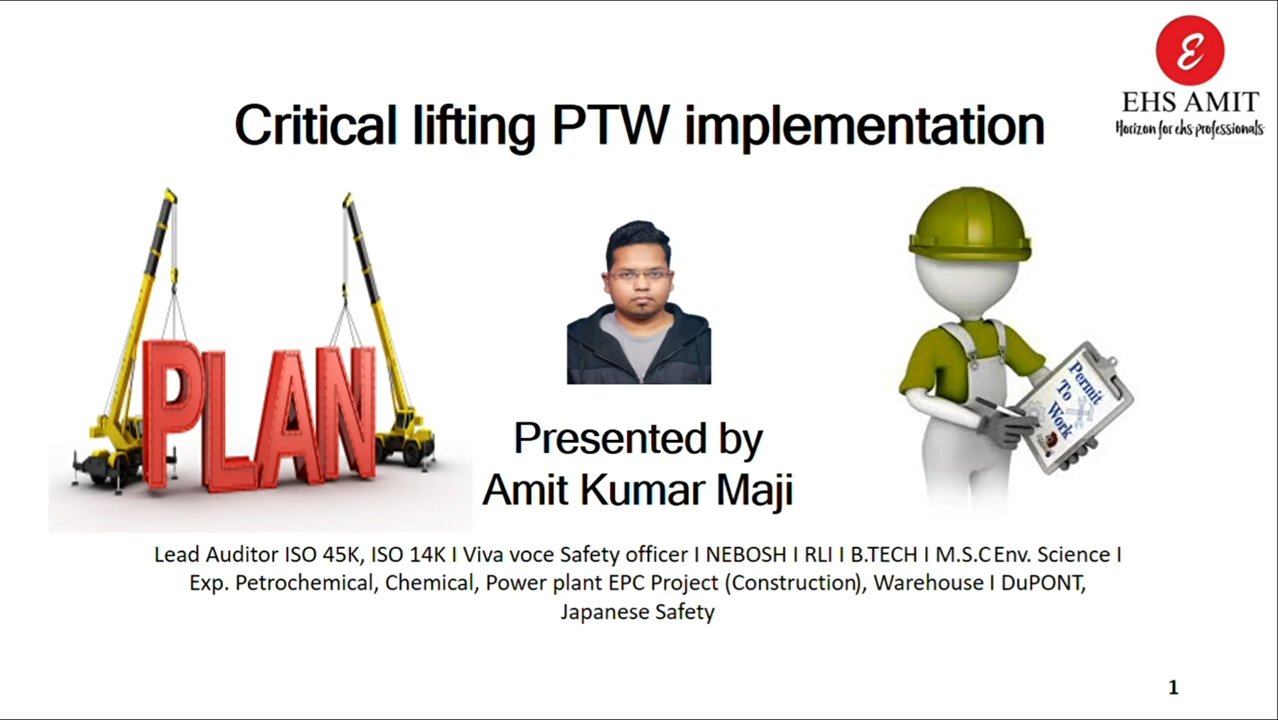 EHS AMIT
Horizon for ehs professionals
Critical lifting PTW implementation
PLAN
Permit
To
Work
Presented by
Amit Kumar Maji
Lead Auditor ISO 45K, ISO 14K I Viva voce Safety officer I NEBOSH I RLI I B.TECH I M.S.C Env. Science I
Exp. Petrochemical, Chemical, Power plant EPC Project (Construction), Warehouse I DuPONT,
Japanese Safety
1